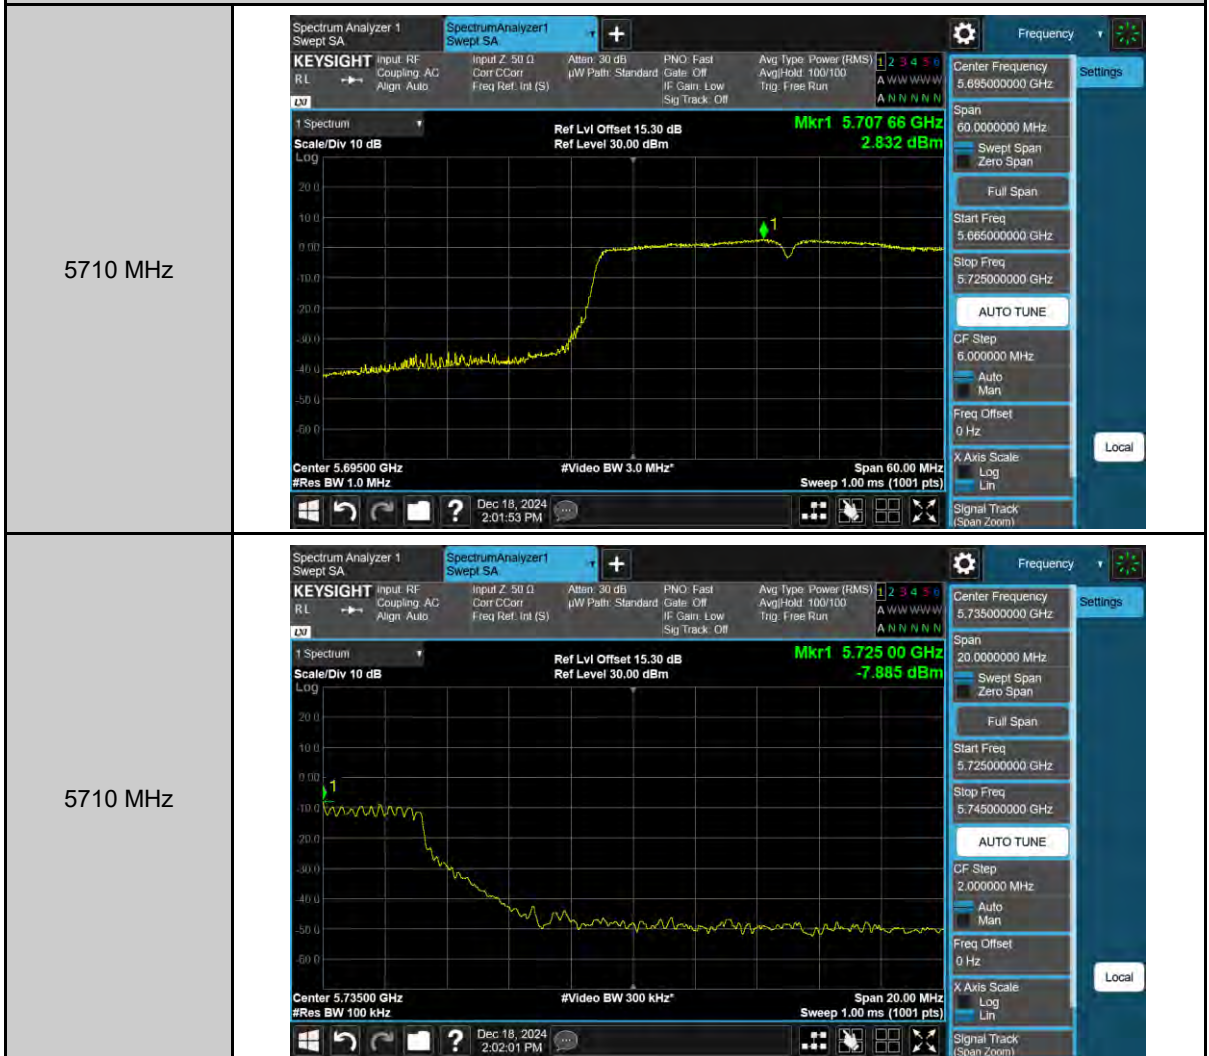 5710 MHz
Spectrum Analyzer 1
Swept SA
SpectrumAnalyzer1
Swept SA
Frequency
KEYSIGHT
RL
LXI
Input: RF
Coupling: AC
Align: Auto
Input Z: 50 Ω
Corr CCorr
Freq Ref: Int (S)
Atten: 30 dB
µW Path: Standard
PNO: Fast
Gate: Off
IF Gain: Low
Sig Track: Off
Avg Type: Power (RMS)
Avg|Hold: 100/100
Trig: Free Run
1 2 3 4 5 6
A W W W W W
A N N N N N
1 Spectrum
Scale/Div 10 dB
Log
Ref Lvl Offset 15.30 dB
Ref Level 30.00 dBm
Mkr1 5.707 66 GHz
2.832 dBm
20.0
10.0
0.00
-10.0
-20.0
-30.0
-40.0
-50.0
-60.0
1
Center 5.69500 GHz
#Res BW 1.0 MHz
#Video BW 3.0 MHz*
Span 60.00 MHz
Sweep 1.00 ms (1001 pts)
Dec 18, 2024
2:01:53 PM
?
Center Frequency
5.695000000 GHz
Settings
Span
60.0000000 MHz
Swept Span
Zero Span
Full Span
Start Freq
5.665000000 GHz
Stop Freq
5.725000000 GHz
AUTO TUNE
CF Step
6.000000 MHz
Auto
Man
Freq Offset
0 Hz
X Axis Scale
Log
Lin
Local
Signal Track
(Span Zoom)
5710 MHz
Spectrum Analyzer 1
Swept SA
SpectrumAnalyzer1
Swept SA
Frequency
KEYSIGHT
RL
LXI
Input: RF
Coupling: AC
Align: Auto
Input Z: 50 Ω
Corr CCorr
Freq Ref: Int (S)
Atten: 30 dB
µW Path: Standard
PNO: Fast
Gate: Off
IF Gain: Low
Sig Track: Off
Avg Type: Power (RMS)
Avg|Hold: 100/100
Trig: Free Run
1 2 3 4 5 6
A W W W W W
A N N N N N
1 Spectrum
Scale/Div 10 dB
Log
Ref Lvl Offset 15.30 dB
Ref Level 30.00 dBm
Mkr1 5.725 00 GHz
-7.885 dBm
20.0
10.0
0.00
-10.0
-20.0
-30.0
-40.0
-50.0
-60.0
1
Center 5.73500 GHz
#Res BW 100 kHz
#Video BW 300 kHz*
Span 20.00 MHz
Sweep 1.00 ms (1001 pts)
Dec 18, 2024
2:02:01 PM
?
Center Frequency
5.735000000 GHz
Settings
Span
20.0000000 MHz
Swept Span
Zero Span
Full Span
Start Freq
5.725000000 GHz
Stop Freq
5.745000000 GHz
AUTO TUNE
CF Step
2.000000 MHz
Auto
Man
Freq Offset
0 Hz
X Axis Scale
Log
Lin
Local
Signal Track
(Span Zoom)